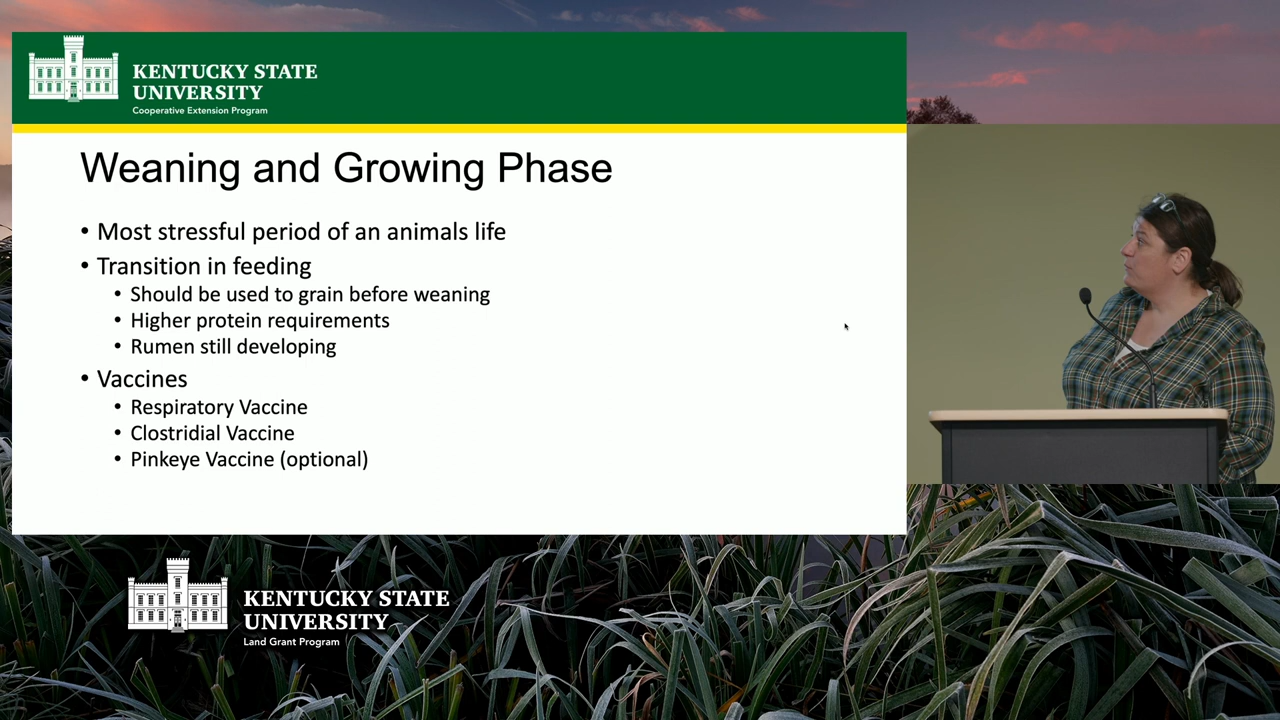 KENTUCKY STATE
UNIVERSITY
Cooperative Extension Program
Weaning and Growing Phase
• Most stressful period of an animals life
• Transition in feeding
• Should be used to grain before weaning
• Higher protein requirements
• Rumen still developing
• Vaccines
• Respiratory Vaccine
• Clostridial Vaccine
• Pinkeye Vaccine (optional)
KENTUCKY STATE
UNIVERSITY
Land Grant Program